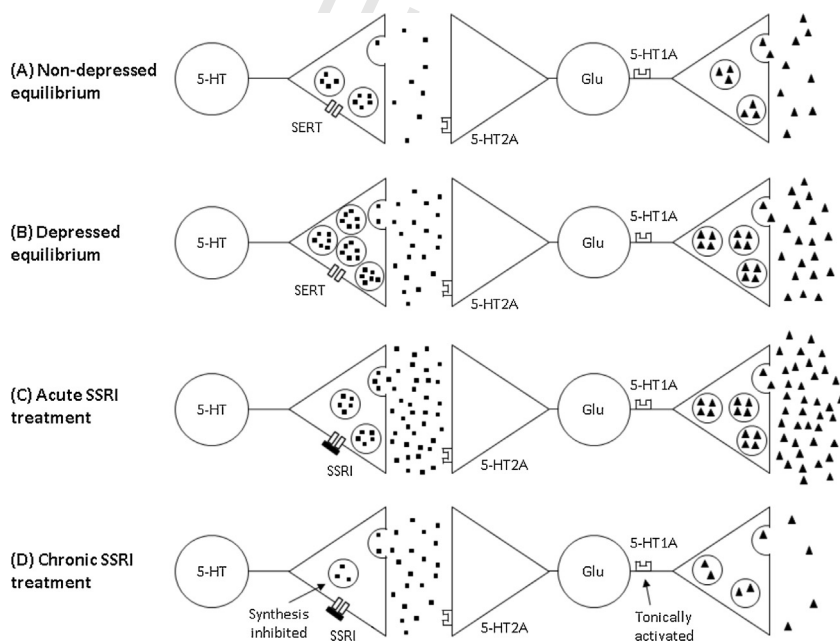 5-HT1A
(A) Non-depressed
equilibrium
5-HT
Glu
SERT
5-HT2A
5-HT1A
(B) Depressed
equilibrium
5-HT
Glu
SERT
5-HT2A
5-HT1A
(C) Acute SSRI
treatment
5-HT
Glu
SSRI
5-HT2A
5-HT1A
(D) Chronic SSRI
treatment
5-HT
Glu
Synthesis
inhibited
SSRI
5-HT2A
Tonically
activated